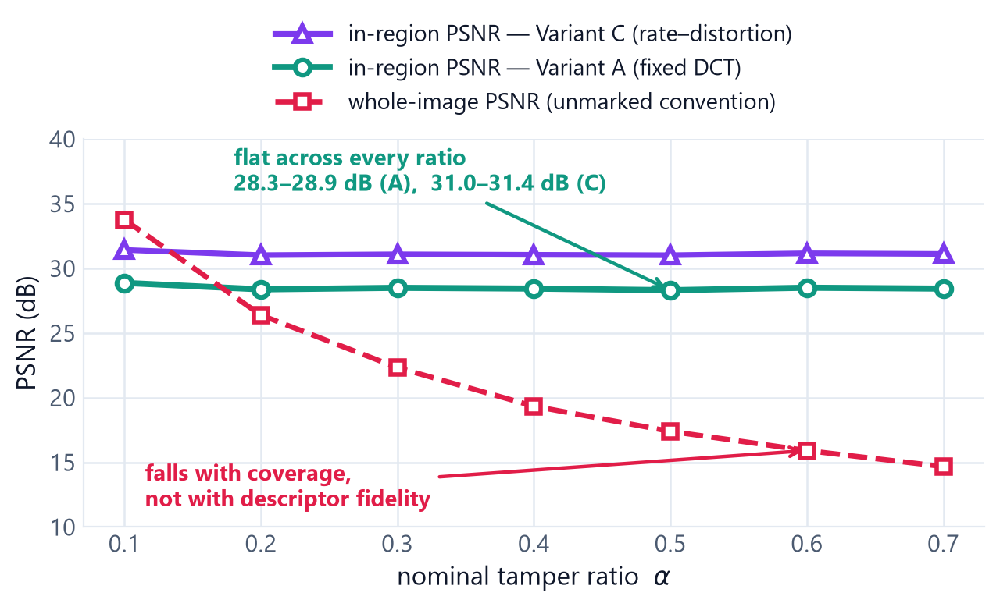 in-region PSNR — Variant C (rate–distortion)
in-region PSNR — Variant A (fixed DCT)
whole-image PSNR (unmarked convention)
40
35
30
25
20
15
10
PSNR (dB)
flat across every ratio
28.3–28.9 dB (A), 31.0–31.4 dB (C)
falls with coverage,
not with descriptor fidelity
0.1 0.2 0.3 0.4 0.5 0.6 0.7
nominal tamper ratio α